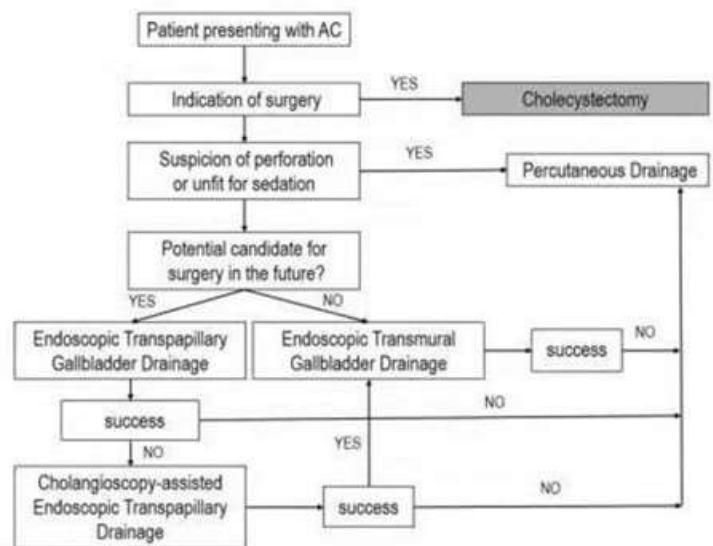 Patient presenting with AC
Indication of surgery
YES
Cholecystectomy
Suspicion of perforation
or unfit for sedation
YES
Percutaneous Drainage
Potential candidate for
surgery in the future?
YES
NO
Endoscopic Transpapillary
Gallbladder Drainage
Endoscopic Transmural
Gallbladder Drainage
success
NO
success
NO
NO
YES
Cholangioscopy-assisted
Endoscopic Transpapillary
Drainage
success
NO